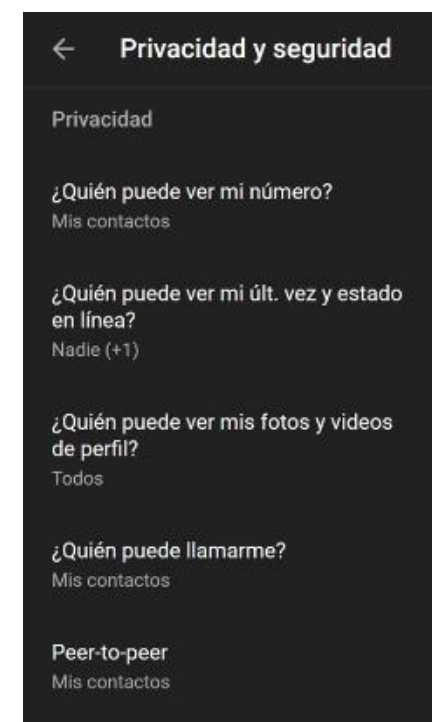 Privacidad y seguridad
Privacidad
¿Quién puede ver mi número?
Mis contactos
¿Quién puede ver mi últ. vez y estado
en línea?
Nadie (+1)
¿Quién puede ver mis fotos y videos
de perfil?
Todos
¿Quién puede llamarme?
Mis contactos
Peer-to-peer
Mis contactos